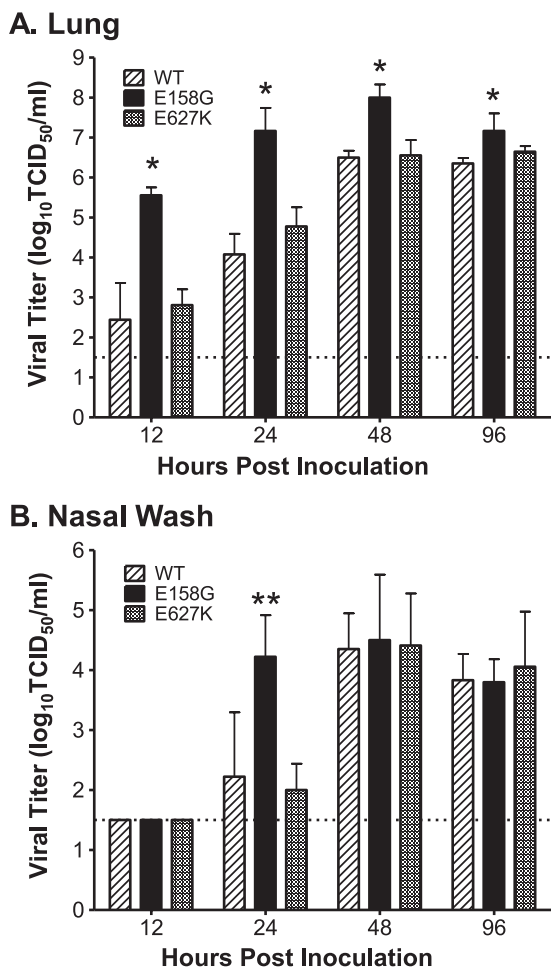 A. Lung
9
8
7
6
5
4
3
2
1
0
Viral Titer (log10TCID50/ml)
WT
E158G
E627K
*
*
*
*
12 24 48 96
Hours Post Inoculation
B. Nasal Wash
6
5
4
3
2
1
0
Viral Titer (log10TCID50/ml)
WT
E158G
E627K
**
12 24 48 96
Hours Post Inoculation